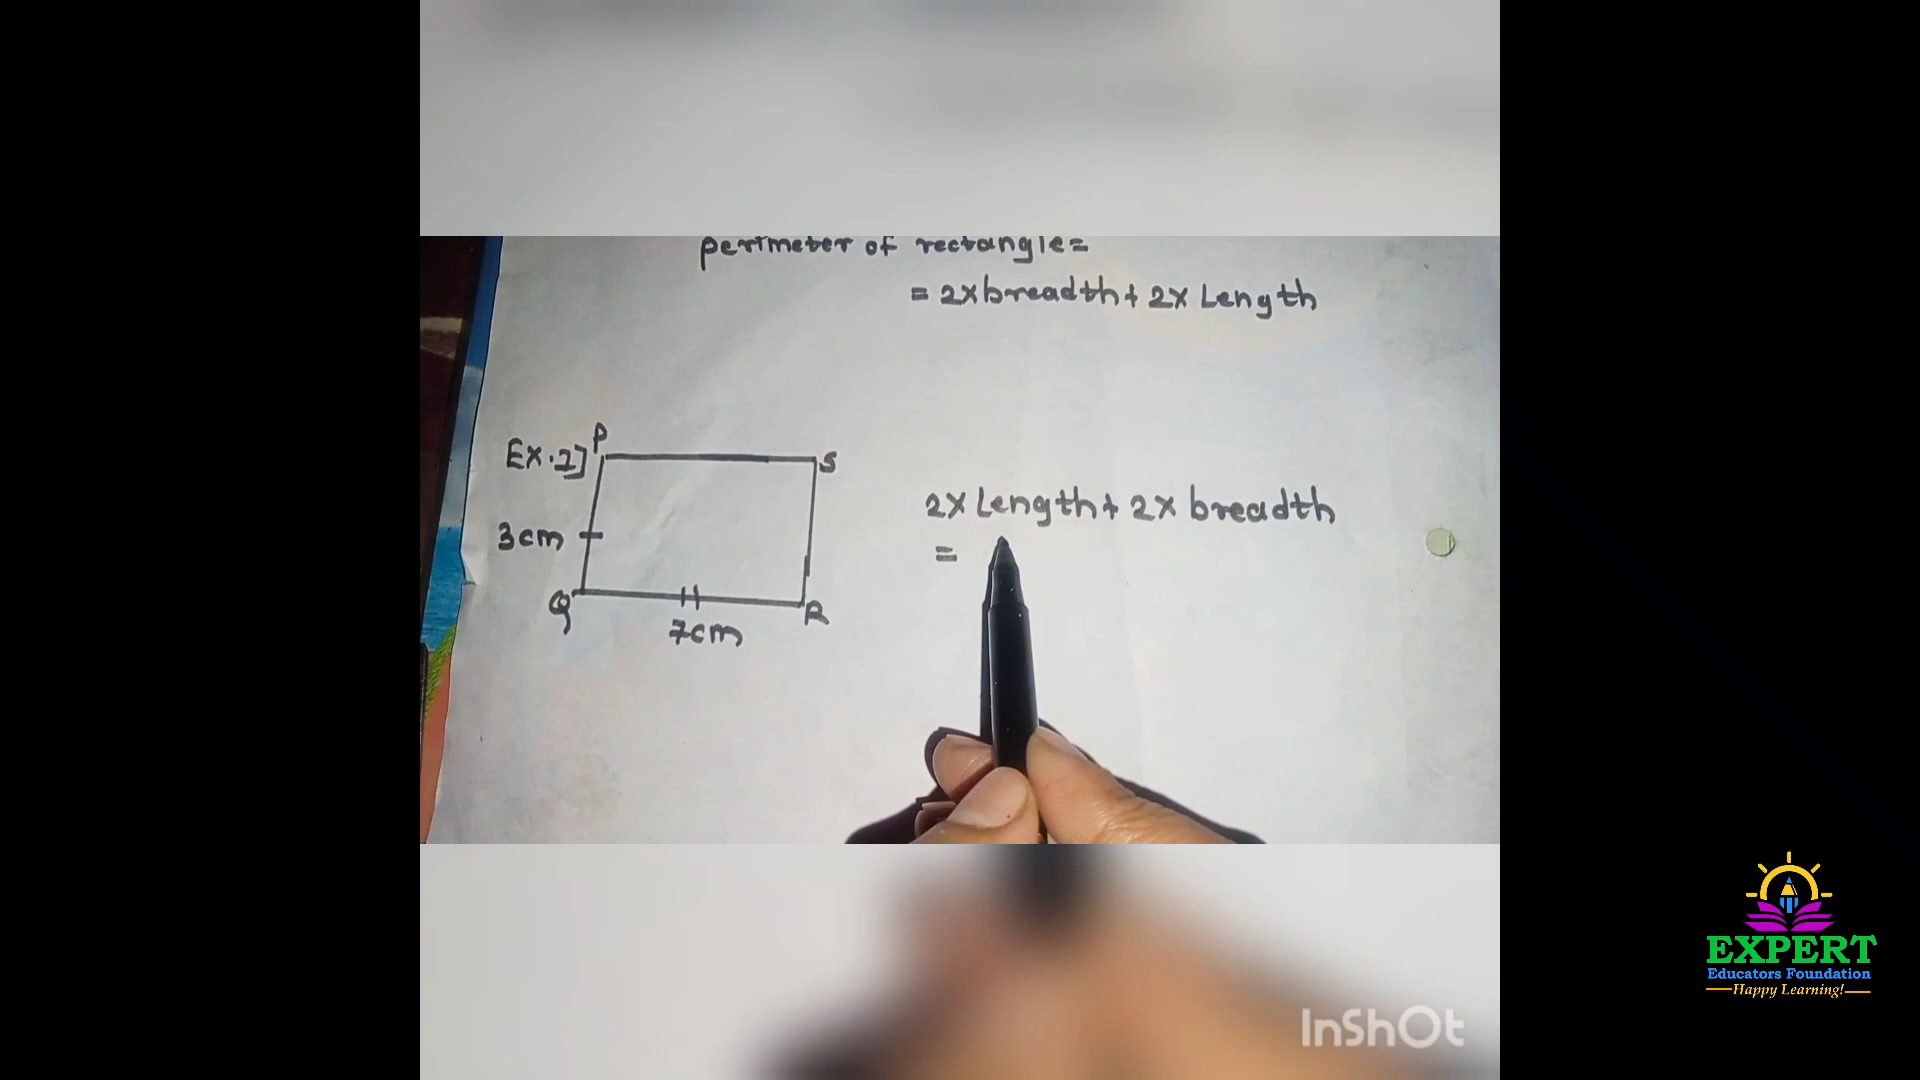 perimeter of rectangle=
= 2×breadth+2× Length
Ex.1]
P
S
3cm
Q
R
7cm
2×Length+2×breadth
=
EXPERT
Educators Foundation
Happy Learning!
InShOt